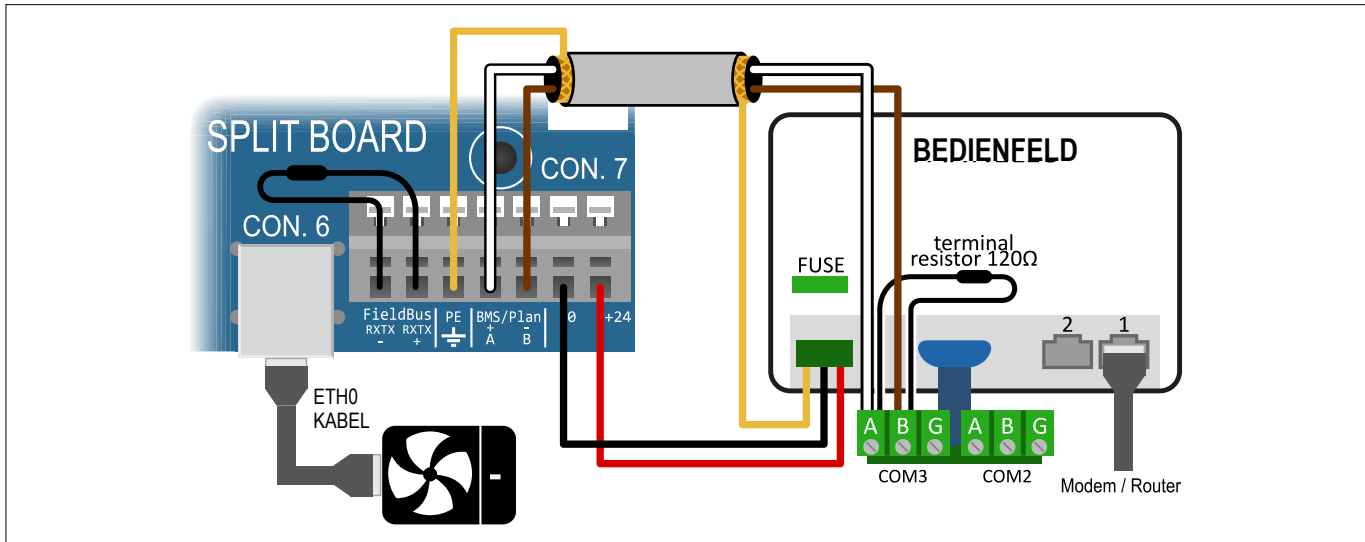 SPLIT BOARD
CON. 7
CON. 6
FieldBus
RXTX RXTX
- +
PE
BMS/Plan
+ -
A B
0
+24
ETH0
KABEL
BEDIENFELD
FUSE
terminal
resistor 120Ω
2 1
A B G A B G
COM3 COM2
Modem / Router